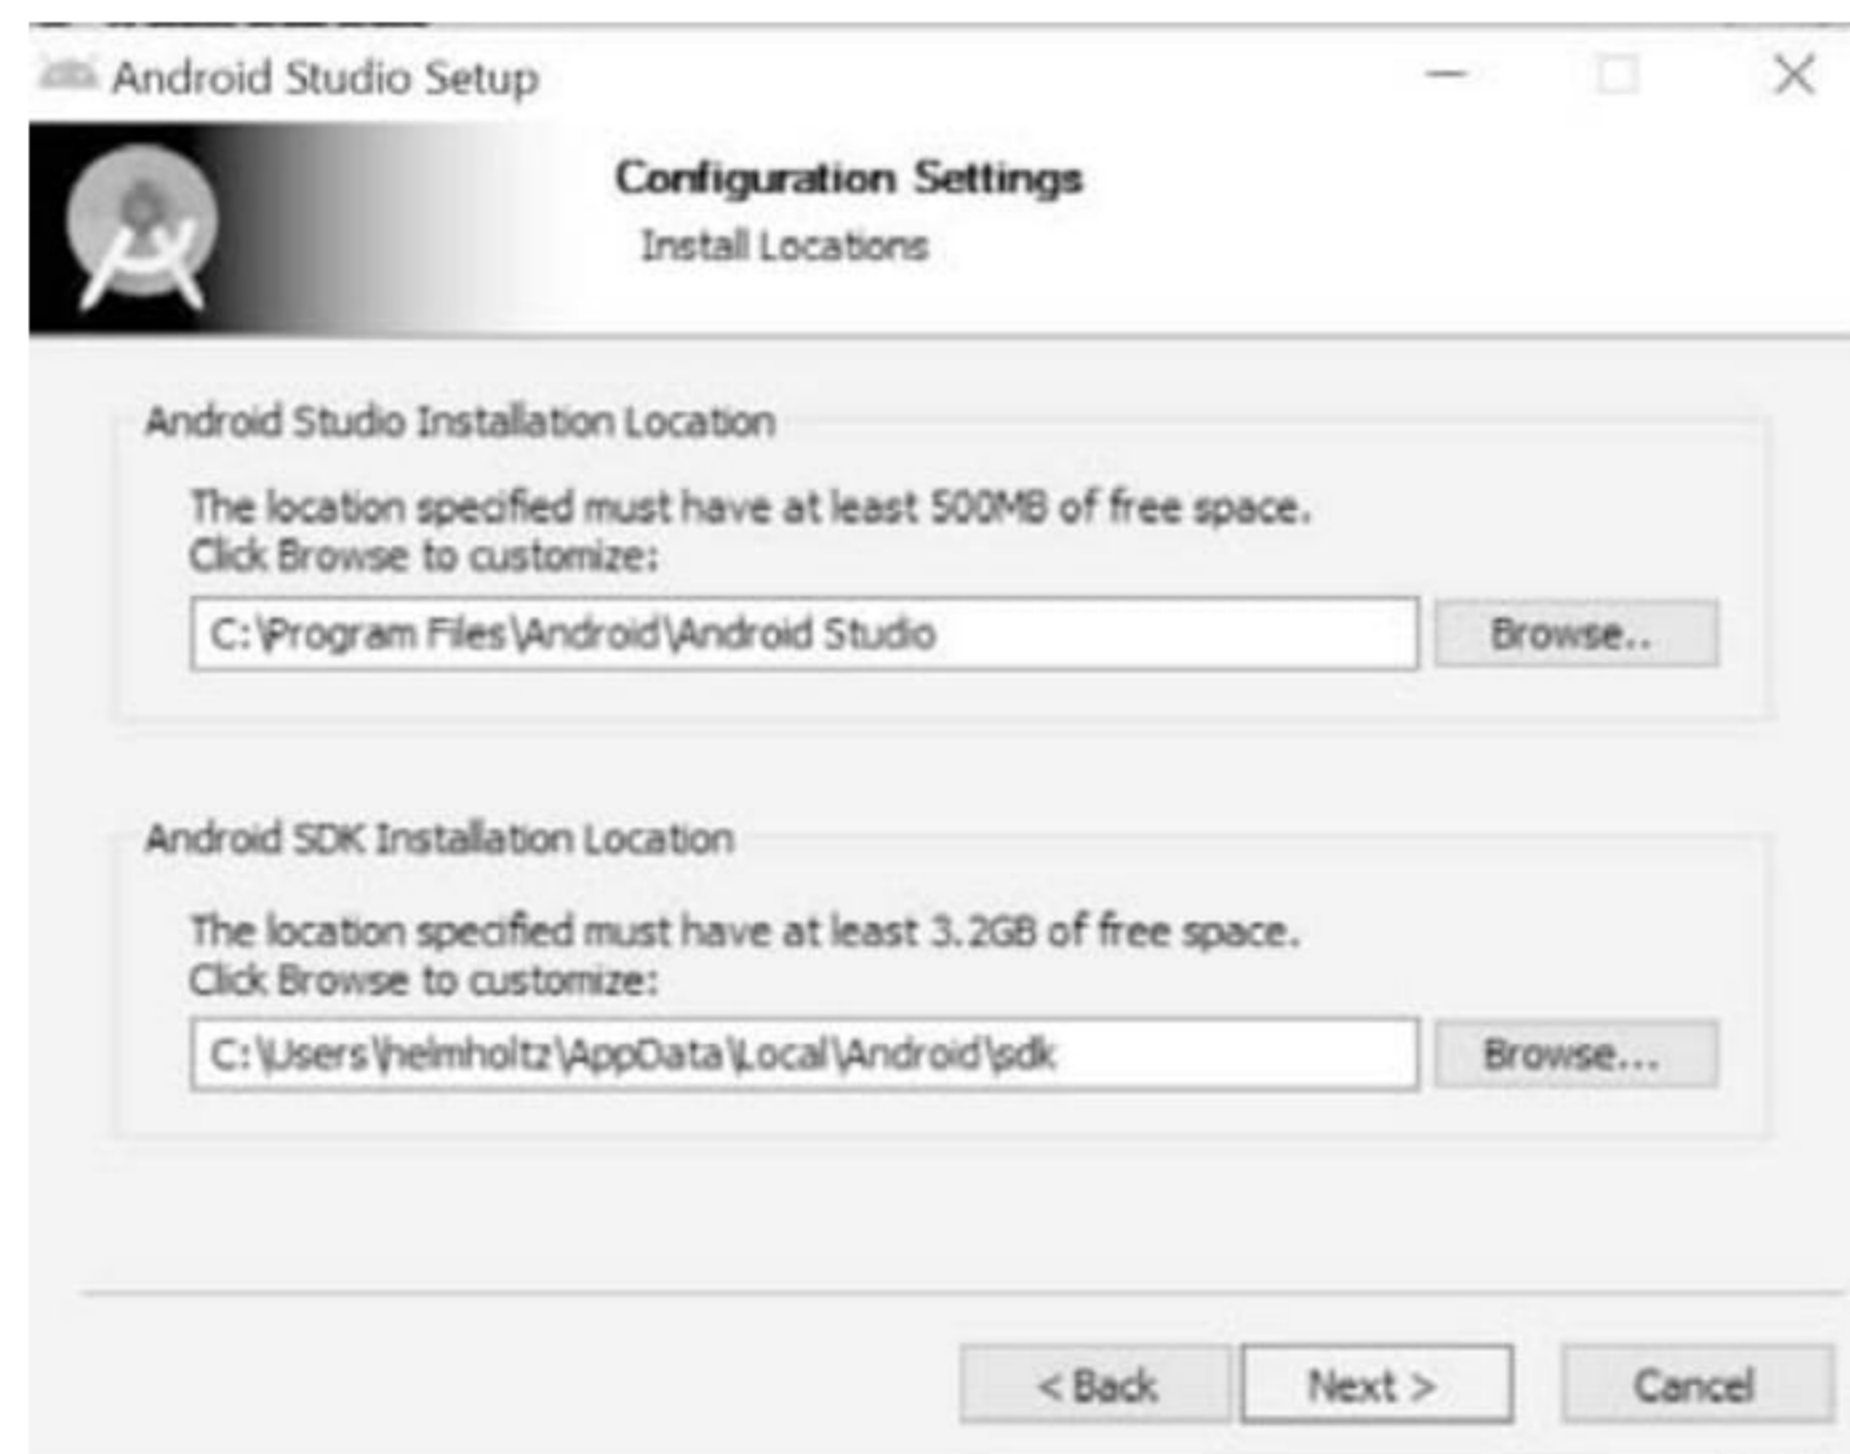 Android Studio Setup
Configuration Settings
Install Locations
Android Studio Installation Location
The location specified must have at least 500MB of free space.
Click Browse to customize:
C:\Program Files\Android\Android Studio
Browse..
Android SDK Installation Location
The location specified must have at least 3.2GB of free space.
Click Browse to customize:
C:\Users\helmholtz\AppData\Local\Android\sdk
Browse...
< Back
Next >
Cancel